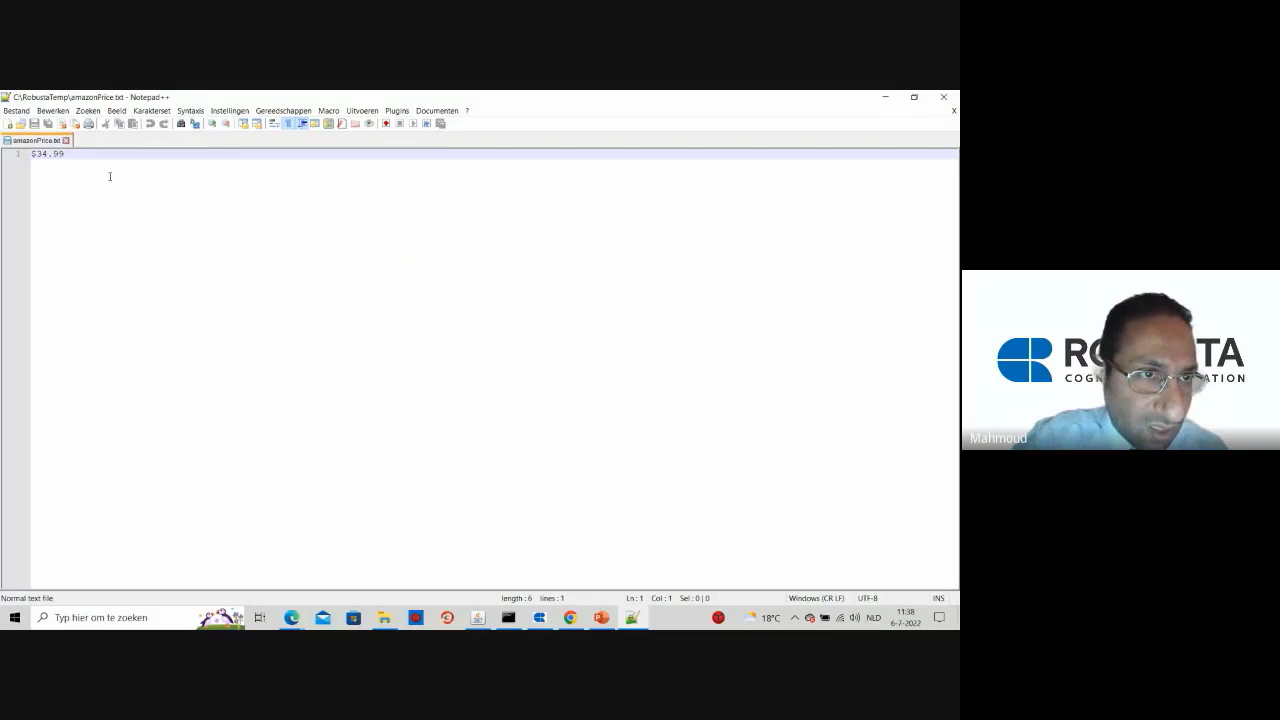 C:\RobustaTemp\amazonPrice.txt - Notepad++
Bestand Bewerken Zoeken Beeld Karakterset Syntaxis Instellingen Gereedschappen Macro Uitvoeren Plugins Documenten ? X
amazonPrice.txt
1 $34.99
Mahmoud
Normal text file length : 6 lines : 1 Ln : 1 Col : 1 Sel : 0 | 0 Windows (CR LF) UTF-8 INS
Typ hier om te zoeken 18°C NLD 11:38
6-7-2022